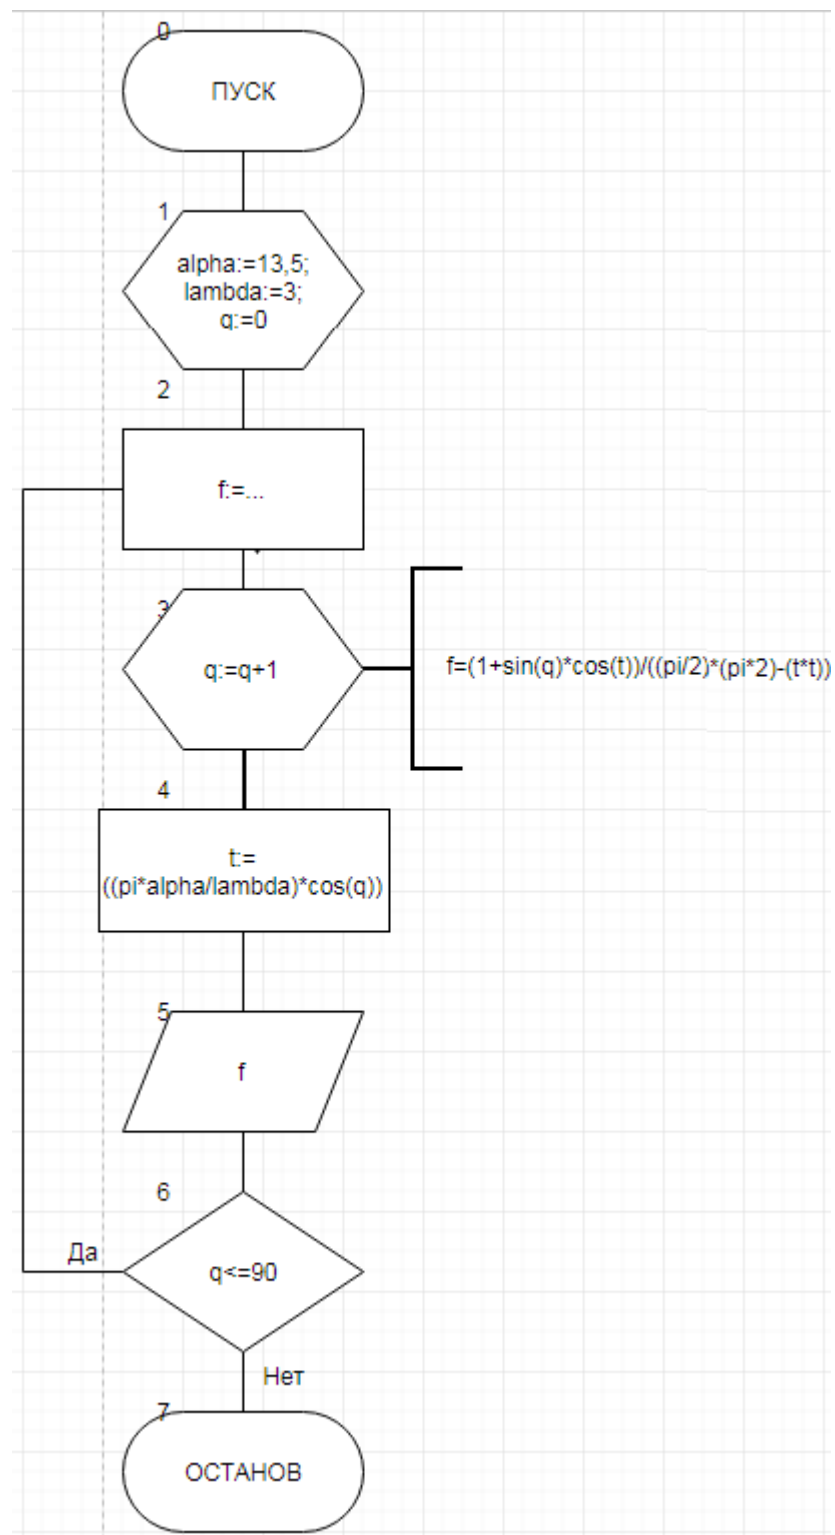 0
ПУСК
1
alpha:=13,5;
lambda:=3;
q:=0
2
f:=...
3
q:=q+1
f=(1+sin(q)*cos(t))/((pi/2)*(pi*2)-(t*t))
4
t:=
((pi*alpha/lambda)*cos(q))
5
f
6
Да
q<=90
Нет
7
ОСТАНОВ